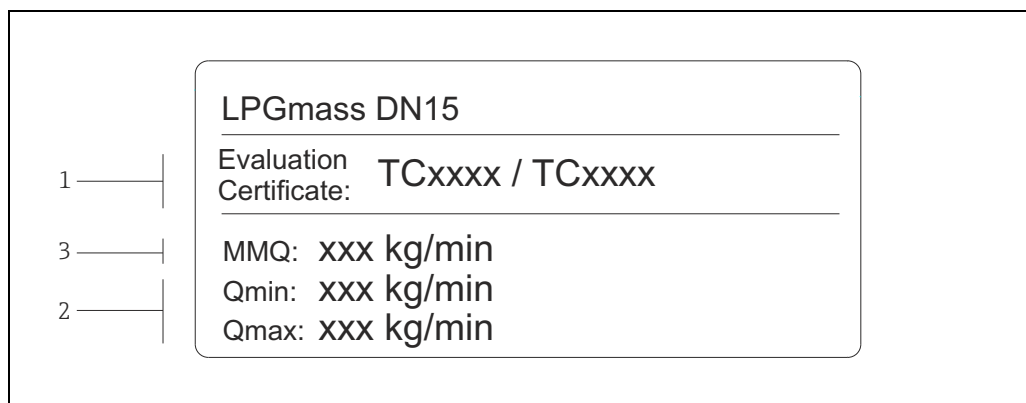 LPGmass DN15
1 Evaluation
Certificate: TCxxxx / TCxxxx
3 MMQ: xxx kg/min
2 Qmin: xxx kg/min
Qmax: xxx kg/min